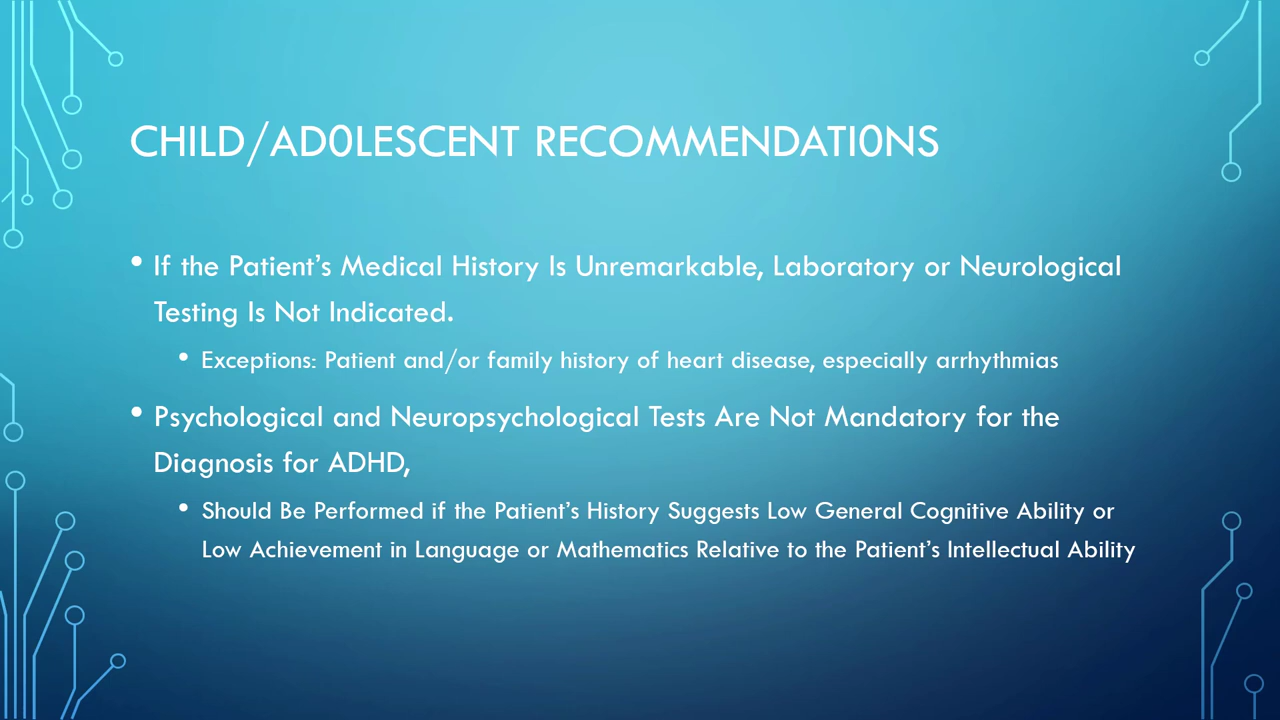 CHILD/AD0LESCENT RECOMMENDATI0NS
• If the Patient’s Medical History Is Unremarkable, Laboratory or Neurological
Testing Is Not Indicated.
• Exceptions: Patient and/or family history of heart disease, especially arrhythmias
• Psychological and Neuropsychological Tests Are Not Mandatory for the
Diagnosis for ADHD,
• Should Be Performed if the Patient’s History Suggests Low General Cognitive Ability or
Low Achievement in Language or Mathematics Relative to the Patient’s Intellectual Ability